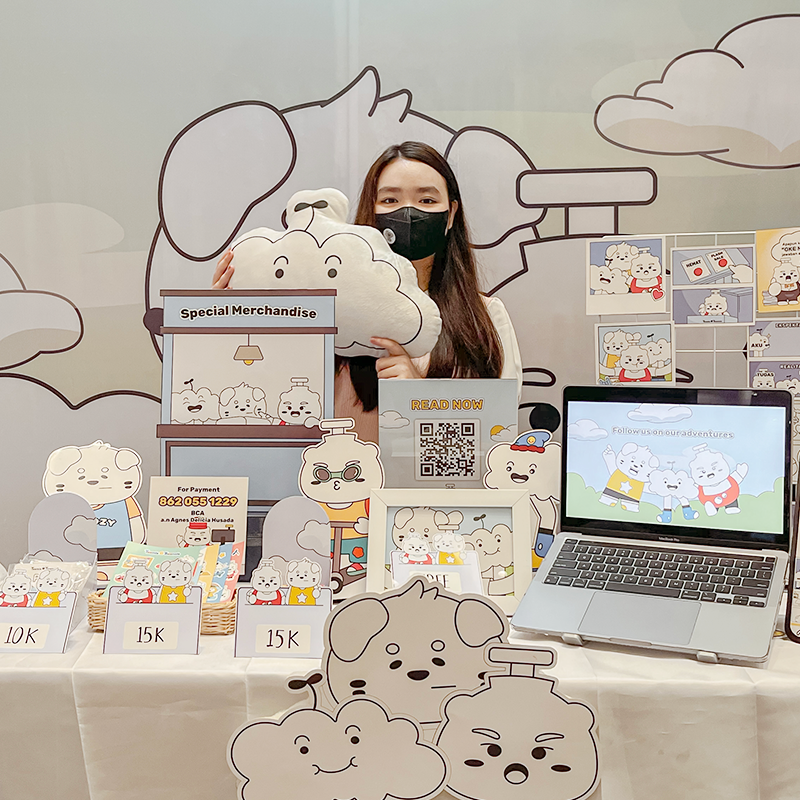 Special Merchandise
READ NOW
For Payment
862 055 1229
BCA
a.n Agnes Delicia Husada
10K
15K
15K
Follow us on our adventures
HEMAT
AKU